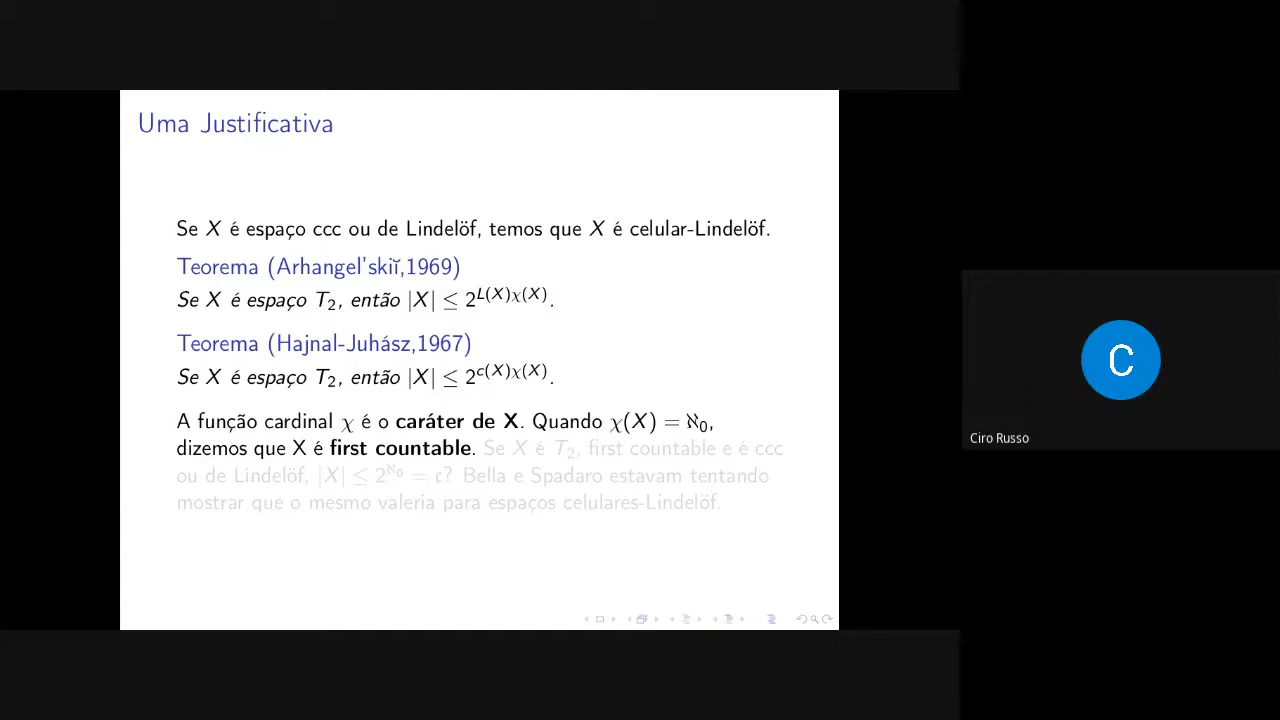 Uma Justificativa
Se X é espaço ccc ou de Lindelöf, temos que X é celular-Lindelöf.
Teorema (Arhangel'skiĭ,1969)
Se X é espaço T₂, então |X| ≤ 2^{L(X)χ(X)}.
Teorema (Hajnal-Juhász,1967)
Se X é espaço T₂, então |X| ≤ 2^{c(X)χ(X)}.
A função cardinal χ é o caráter de X. Quando χ(X) = ℵ₀,
dizemos que X é first countable. Se X é T₂, first countable e é ccc
ou de Lindelöf, |X| ≤ 2^{ℵ₀} = 𝔠? Bella e Spadaro estavam tentando
mostrar que o mesmo valeria para espaços celulares-Lindelöf.
C
Ciro Russo